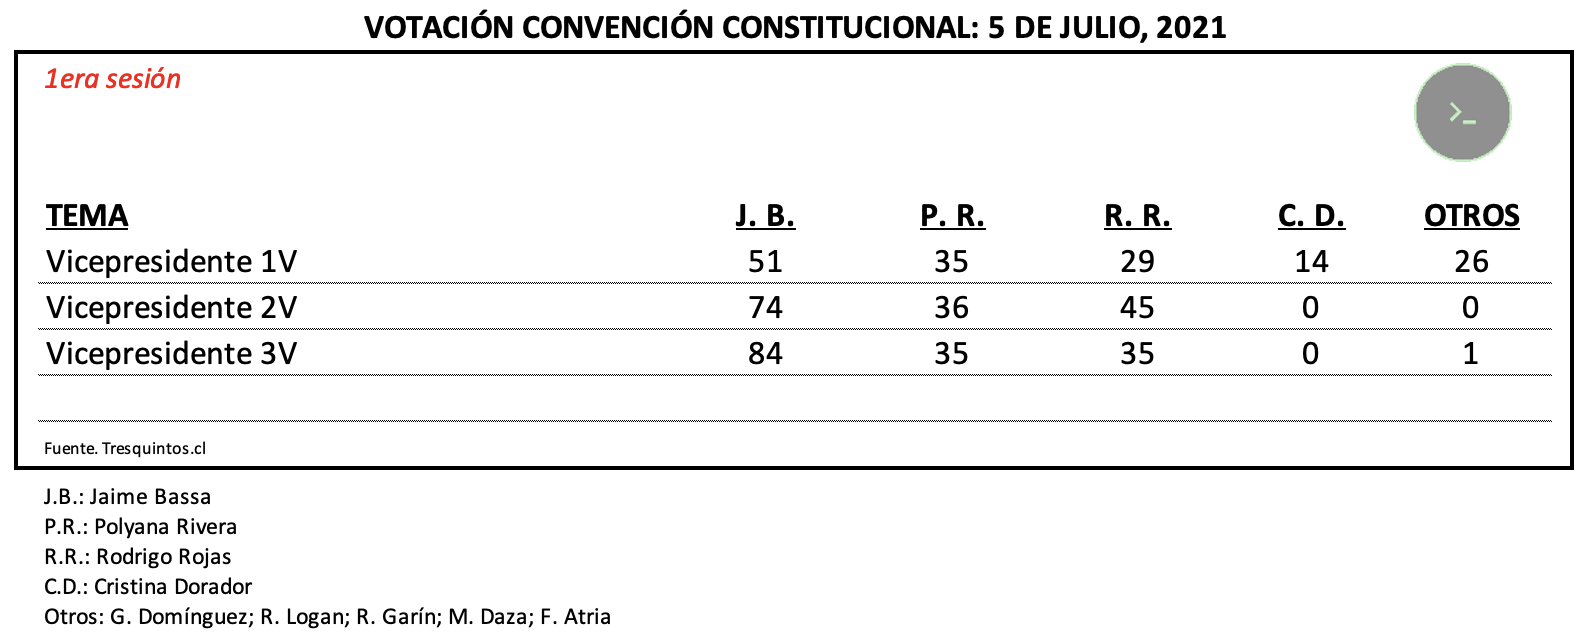 VOTACIÓN CONVENCIÓN CONSTITUCIONAL: 5 DE JULIO, 2021
1era sesión
>_
TEMA J. B. P. R. R. R. C. D. OTROS
Vicepresidente 1V 51 35 29 14 26
Vicepresidente 2V 74 36 45 0 0
Vicepresidente 3V 84 35 35 0 1
Fuente. Tresquintos.cl
J.B.: Jaime Bassa
P.R.: Polyana Rivera
R.R.: Rodrigo Rojas
C.D.: Cristina Dorador
Otros: G. Domínguez; R. Logan; R. Garín; M. Daza; F. Atria